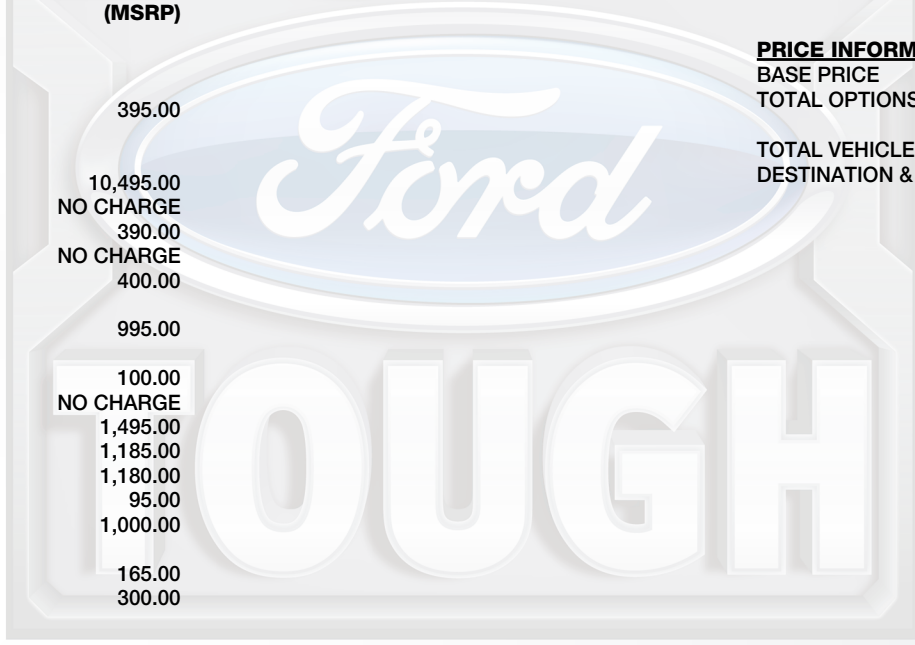 (MSRP)
395.00
10,495.00
NO CHARGE
390.00
NO CHARGE
400.00
995.00
100.00
NO CHARGE
1,495.00
1,185.00
1,180.00
95.00
1,000.00
165.00
300.00
PRICE INFORM
BASE PRICE
TOTAL OPTIONS
TOTAL VEHICLE
DESTINATION &
Ford
TOUGH